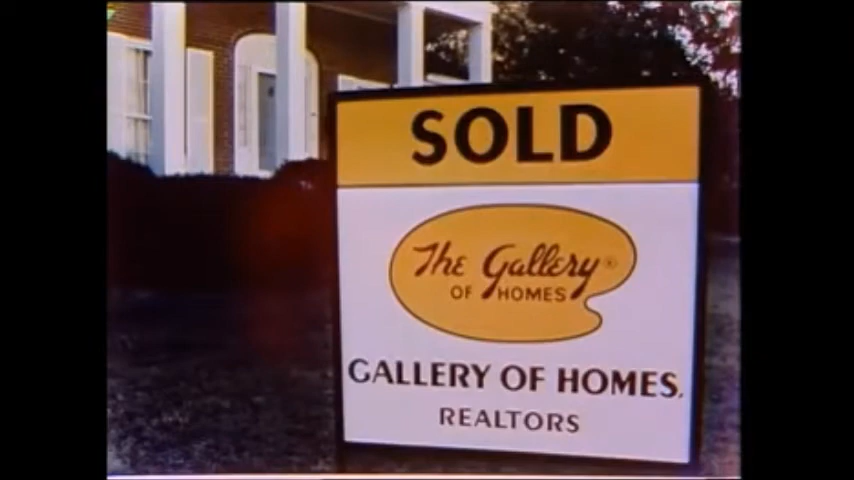 SOLD
The Gallery®
OF HOMES
GALLERY OF HOMES,
REALTORS